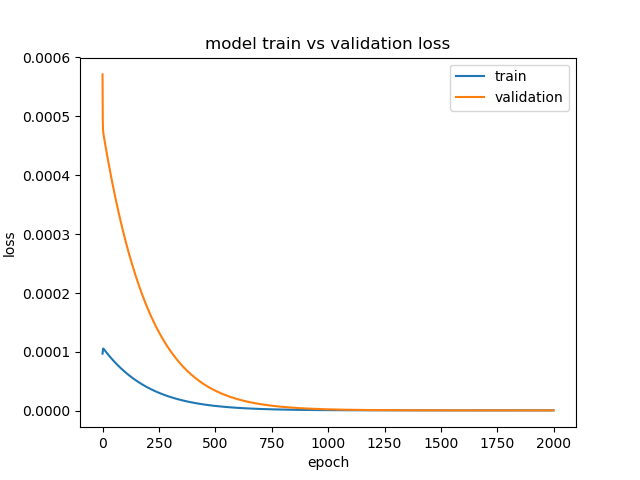 model train vs validation loss
train
validation
0.0006
0.0005
0.0004
0.0003
0.0002
0.0001
0.0000
loss
0 250 500 750 1000 1250 1500 1750 2000
epoch